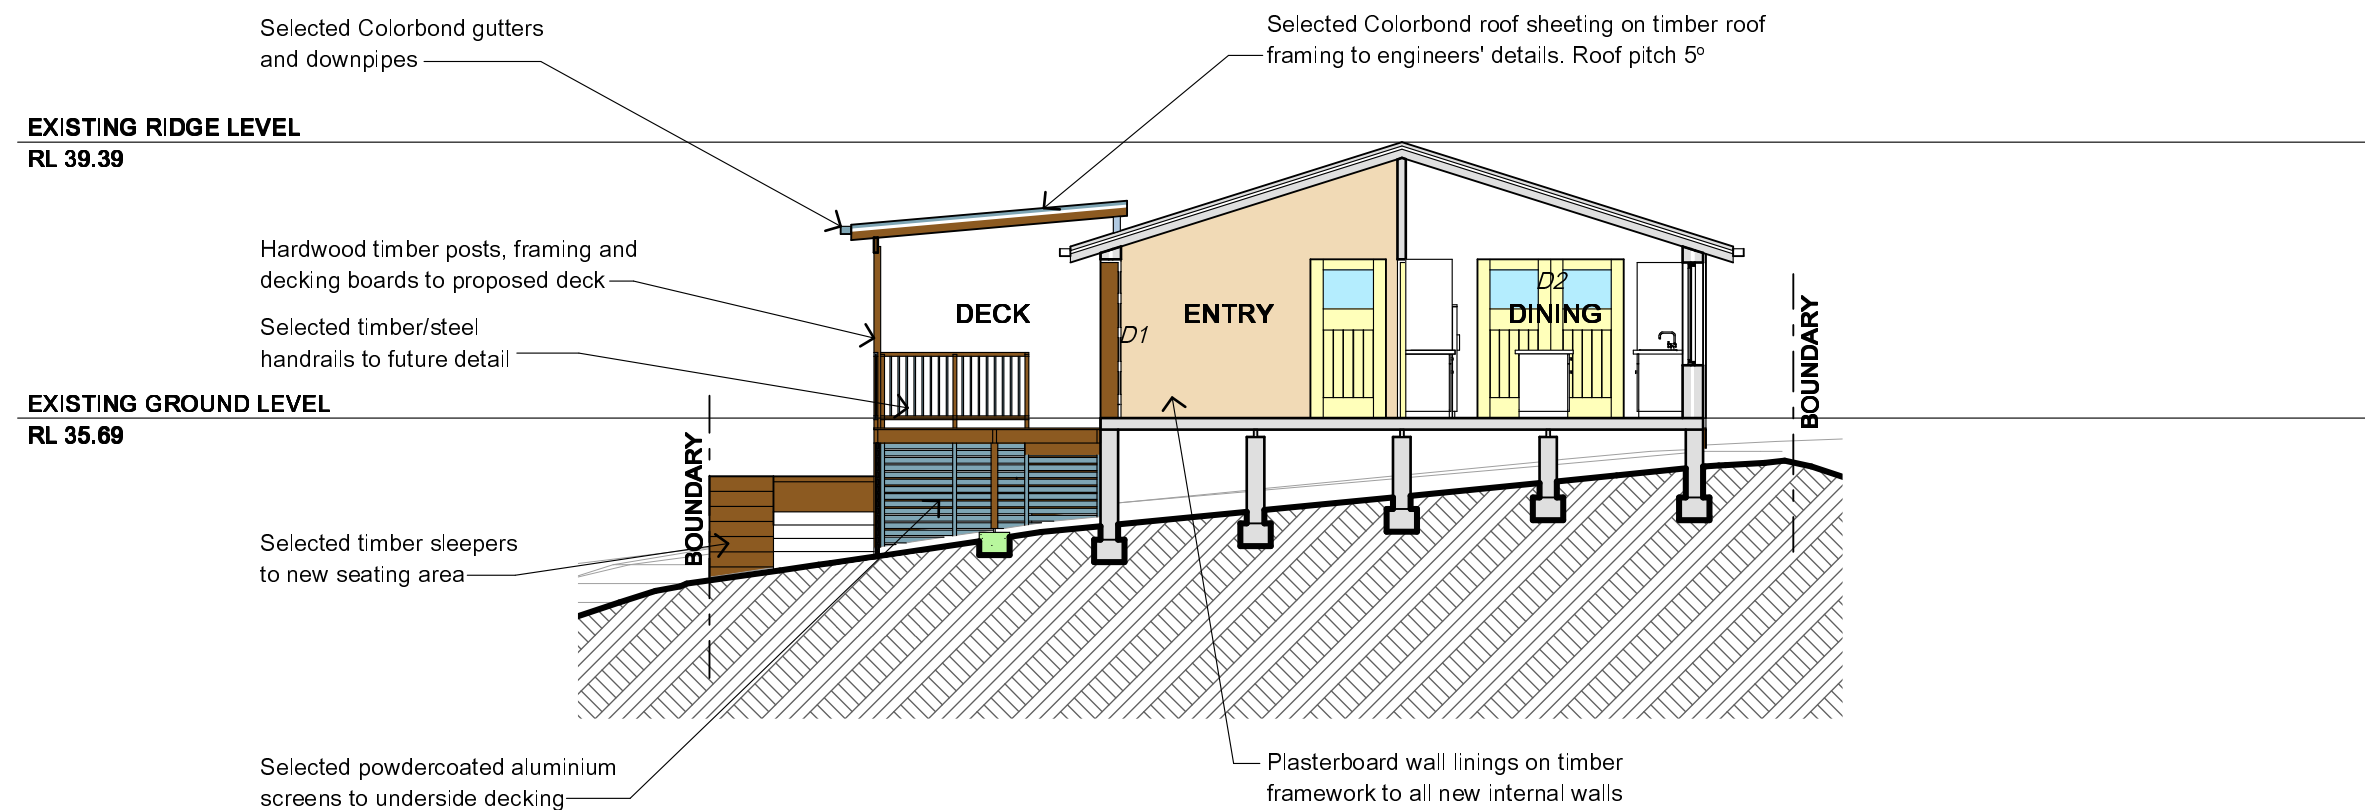 Selected Colorbond gutters
and downpipes
Selected Colorbond roof sheeting on timber roof
framing to engineers' details. Roof pitch 5º
EXISTING RIDGE LEVEL
RL 39.39
Hardwood timber posts, framing and
decking boards to proposed deck
Selected timber/steel
handrails to future detail
DECK
D1
ENTRY
D2
DINING
BOUNDARY
EXISTING GROUND LEVEL
RL 35.69
BOUNDARY
Selected timber sleepers
to new seating area
Selected powdercoated aluminium
screens to underside decking
Plasterboard wall linings on timber
framework to all new internal walls